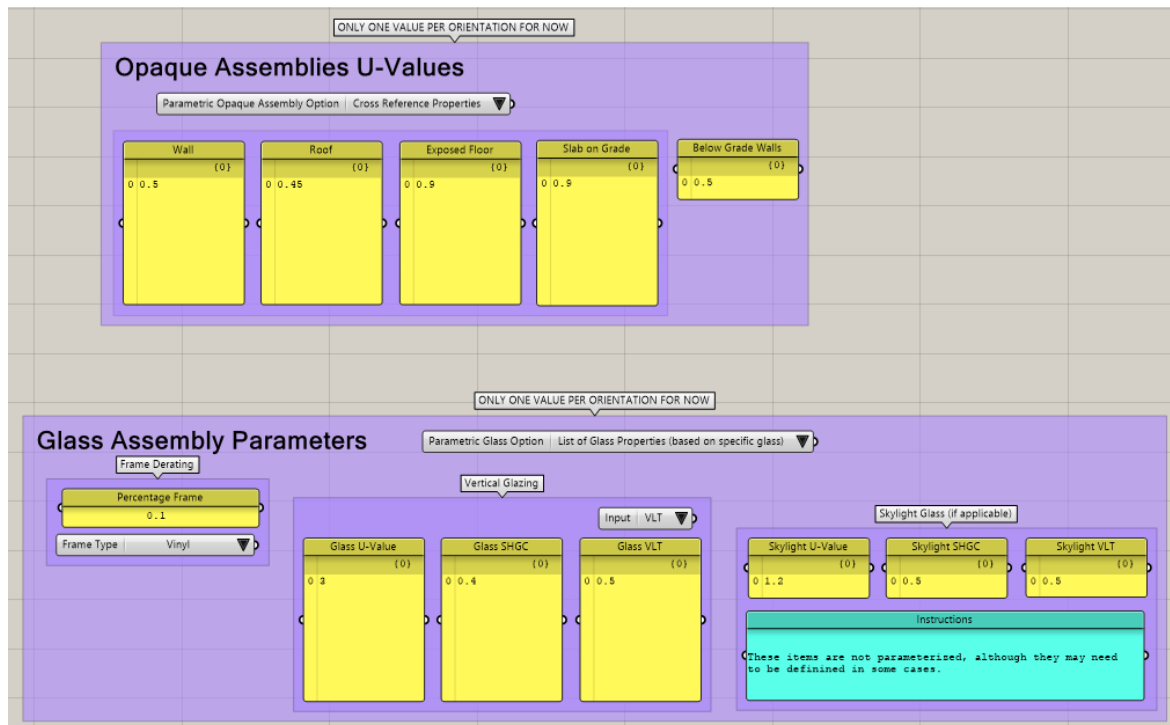 ONLY ONE VALUE PER ORIENTATION FOR NOW
Opaque Assemblies U-Values
Parametric Opaque Assembly Option Cross Reference Properties
Wall
{0}
0 0.5
Roof
{0}
0 0.45
Exposed Floor
{0}
0 0.9
Slab on Grade
{0}
0 0.9
Below Grade Walls
{0}
0 0.5
ONLY ONE VALUE PER ORIENTATION FOR NOW
Glass Assembly Parameters
Parametric Glass Option List of Glass Properties (based on specific glass)
Frame Derating
Percentage Frame
0.1
Frame Type Vinyl
Vertical Glazing
Input VLT
Glass U-Value
{0}
0 3
Glass SHGC
{0}
0 0.4
Glass VLT
{0}
0 0.5
Skylight Glass (if applicable)
Skylight U-Value
{0}
0 1.2
Skylight SHGC
{0}
0 0.5
Skylight VLT
{0}
0 0.5
Instructions
These items are not parameterized, although they may need
to be definined in some cases.